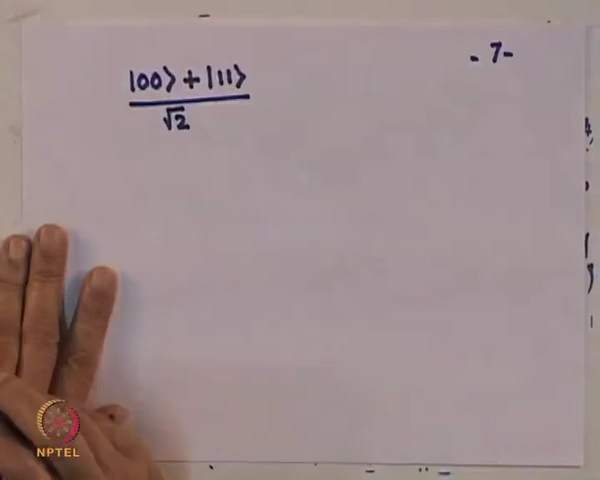 - 7-
|00⟩ + |11⟩
√2
NPTEL